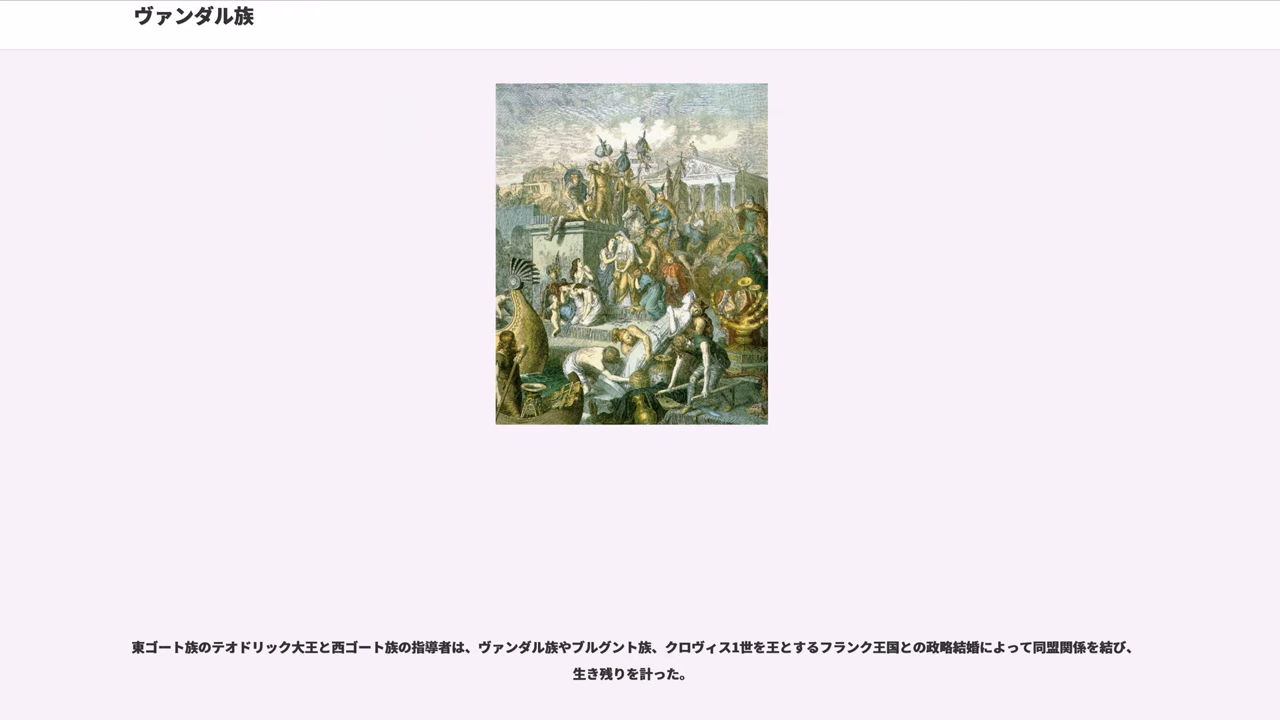 ヴァンダル族
東ゴート族のテオドリック大王と西ゴート族の指導者は、ヴァンダル族やブルグント族、クロヴィス1世を王とするフランク王国との政略結婚によって同盟関係を結び、
生き残りを計った。